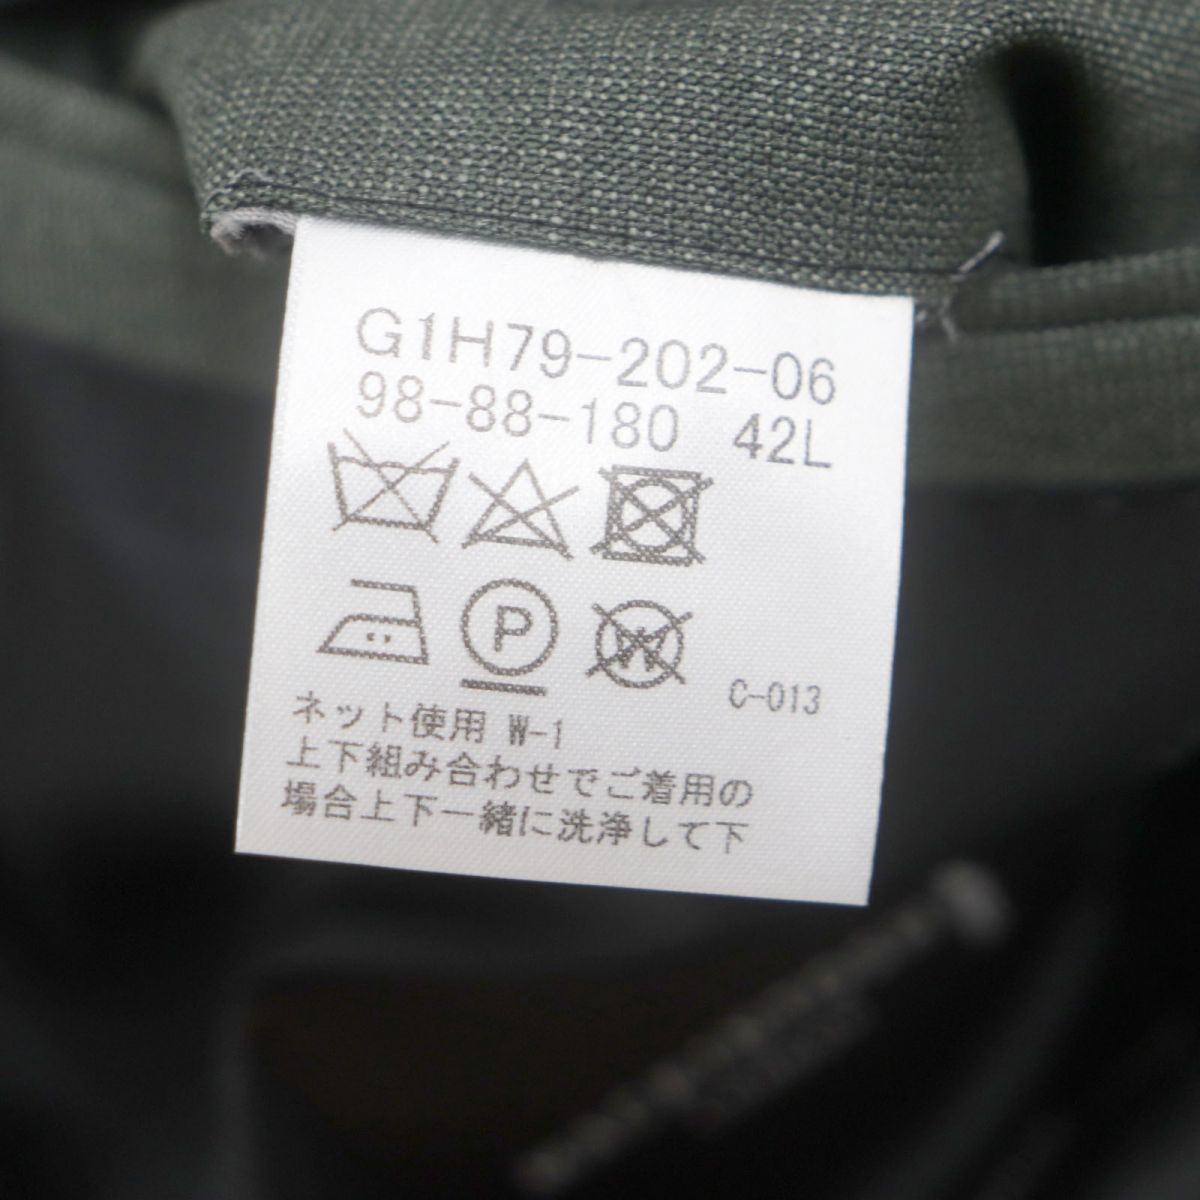 G1H79-202-06
98-88-180 42L
P
W
C-013
ネット使用 W-1
上下組み合わせでご着用の
場合上下一緒に洗浄して下